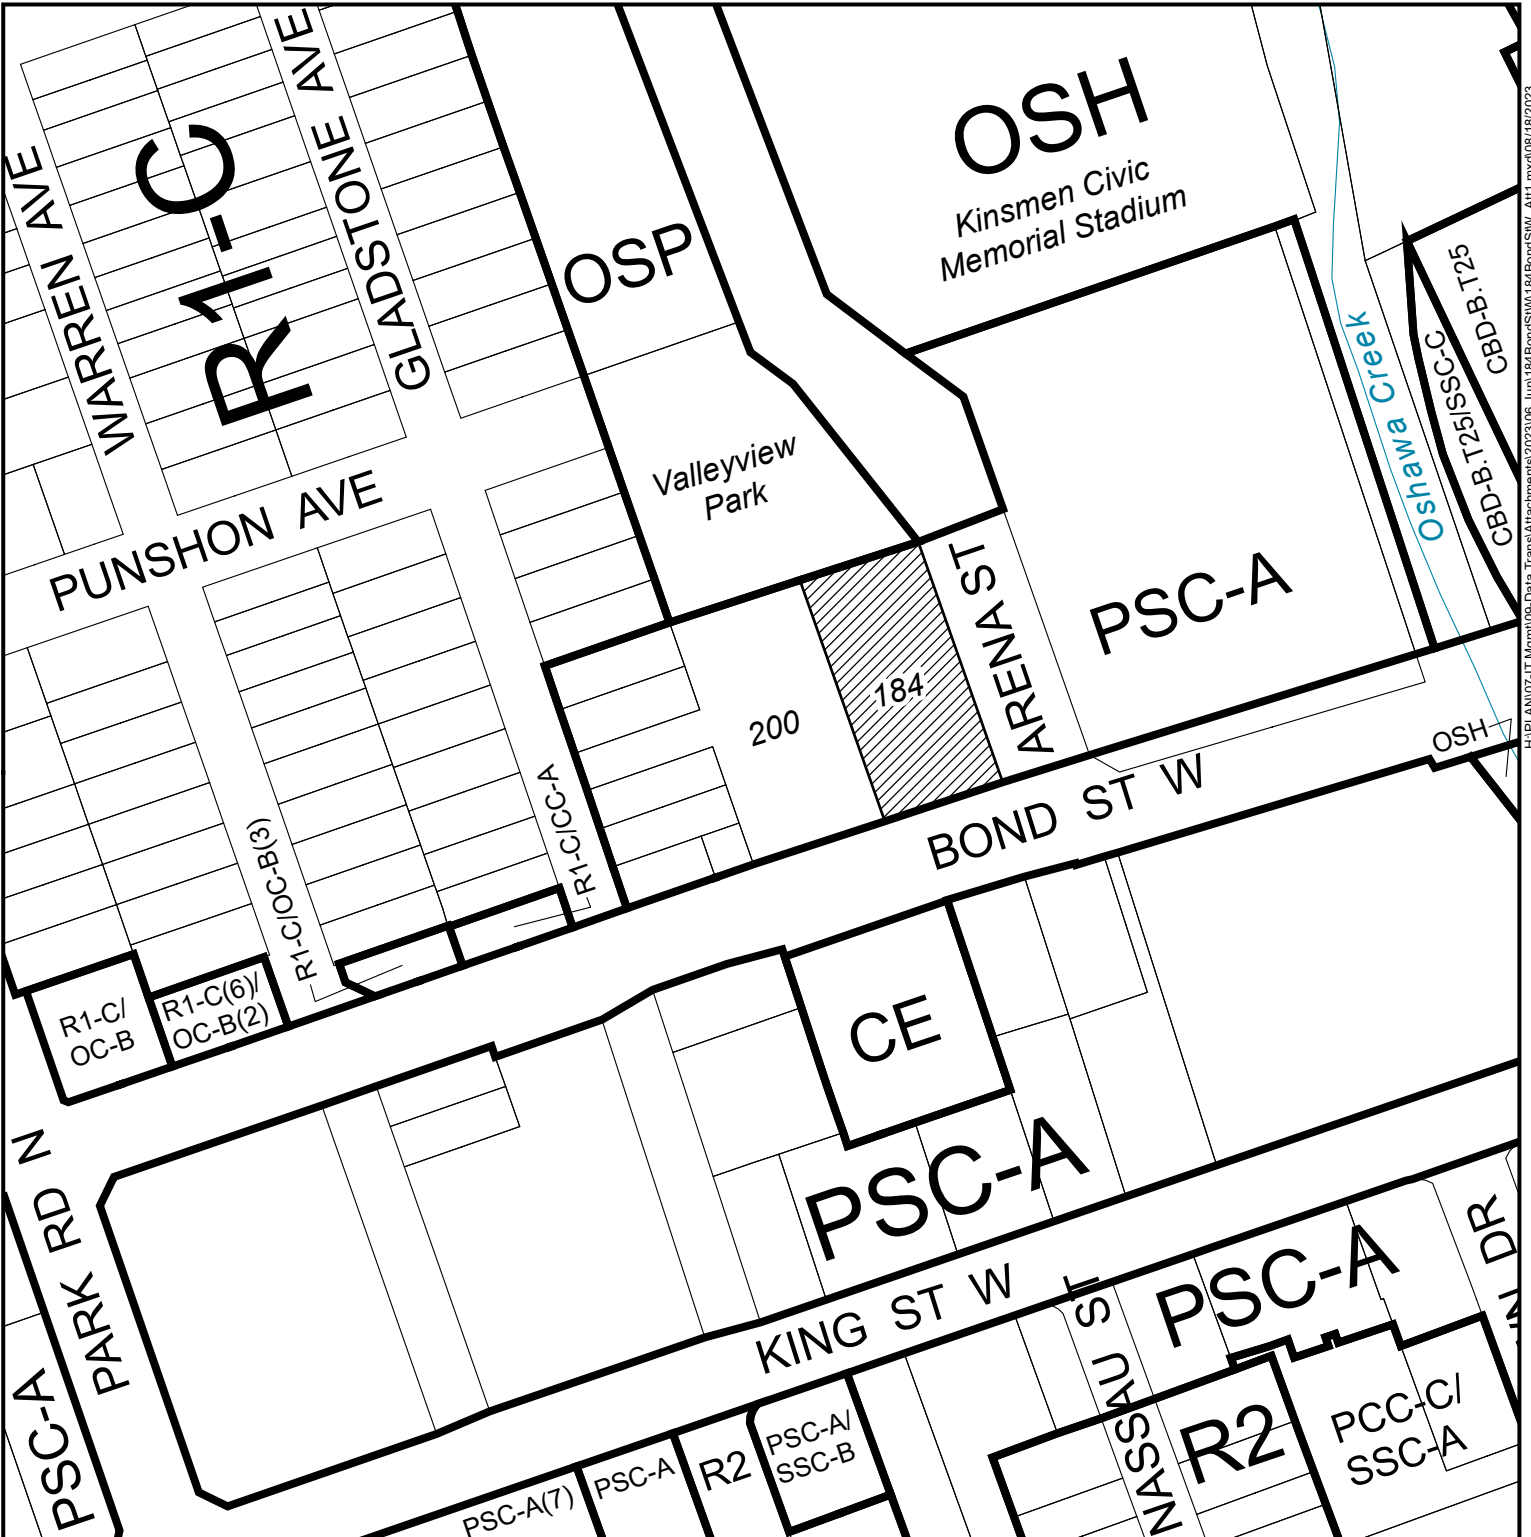 WARREN AVE
R1-C
GLADSTONE AVE
OSP
OSH
Kinsmen Civic
Memorial Stadium
Valleyview
Park
PUNSHON AVE
Oshawa Creek
CBD-B.T25
CBD-B.T25/SSC-C
ARENA ST
PSC-A
184
200
R1-C/CC-A
R1-C/OC-B(3)
OSH
BOND ST W
R1-C/
OC-B
R1-C(6)/
OC-B(2)
CE
PSC-A
PARK RD N
PSC-A
KING ST W
NASSAU ST
PSC-A
DR
PSC-A(7)
PSC-A
R2
PSC-A/
SSC-B
R2
PCC-C/
SSC-A